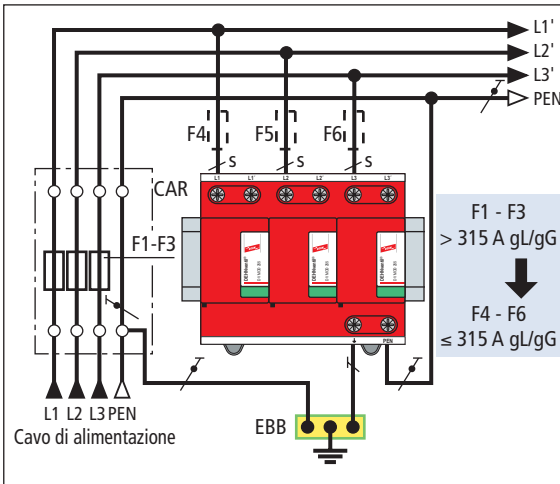 L1'
L2'
L3'
PEN
F4 F5 F6
S S S
CAR
L1 L1' L2 L2' L3 L3'
F1-F3
F1 - F3
> 315 A gL/gG
F4 - F6
≤ 315 A gL/gG
PEN
L1 L2 L3 PEN
Cavo di alimentazione
EBB